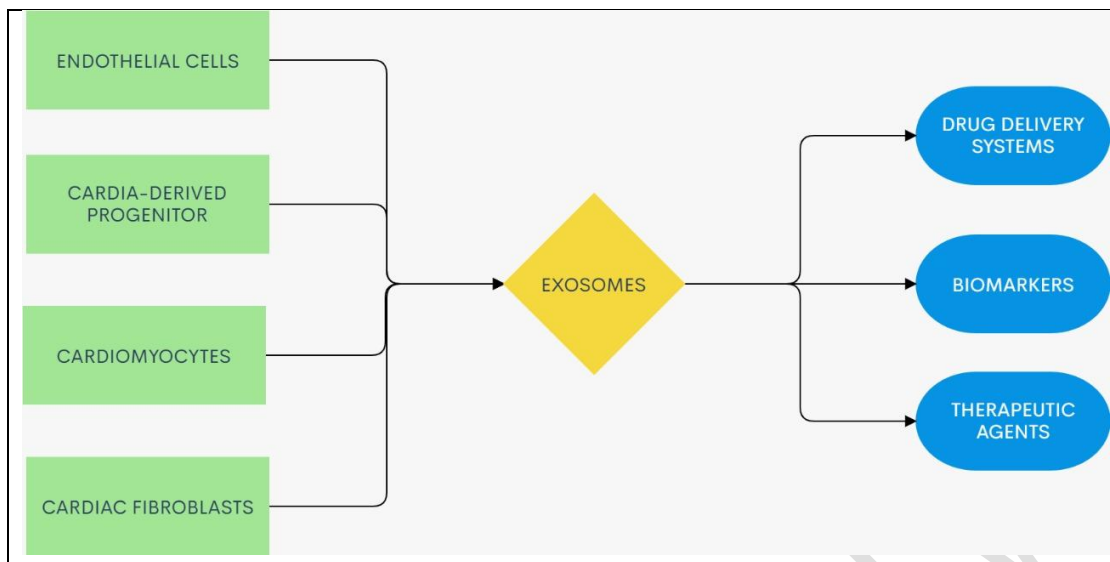 ENDOTHELIAL CELLS
CARDIA-DERIVED
PROGENITOR
CARDIOMYOCYTES
CARDIAC FIBROBLASTS
EXOSOMES
DRUG DELIVERY
SYSTEMS
BIOMARKERS
THERAPEUTIC
AGENTS